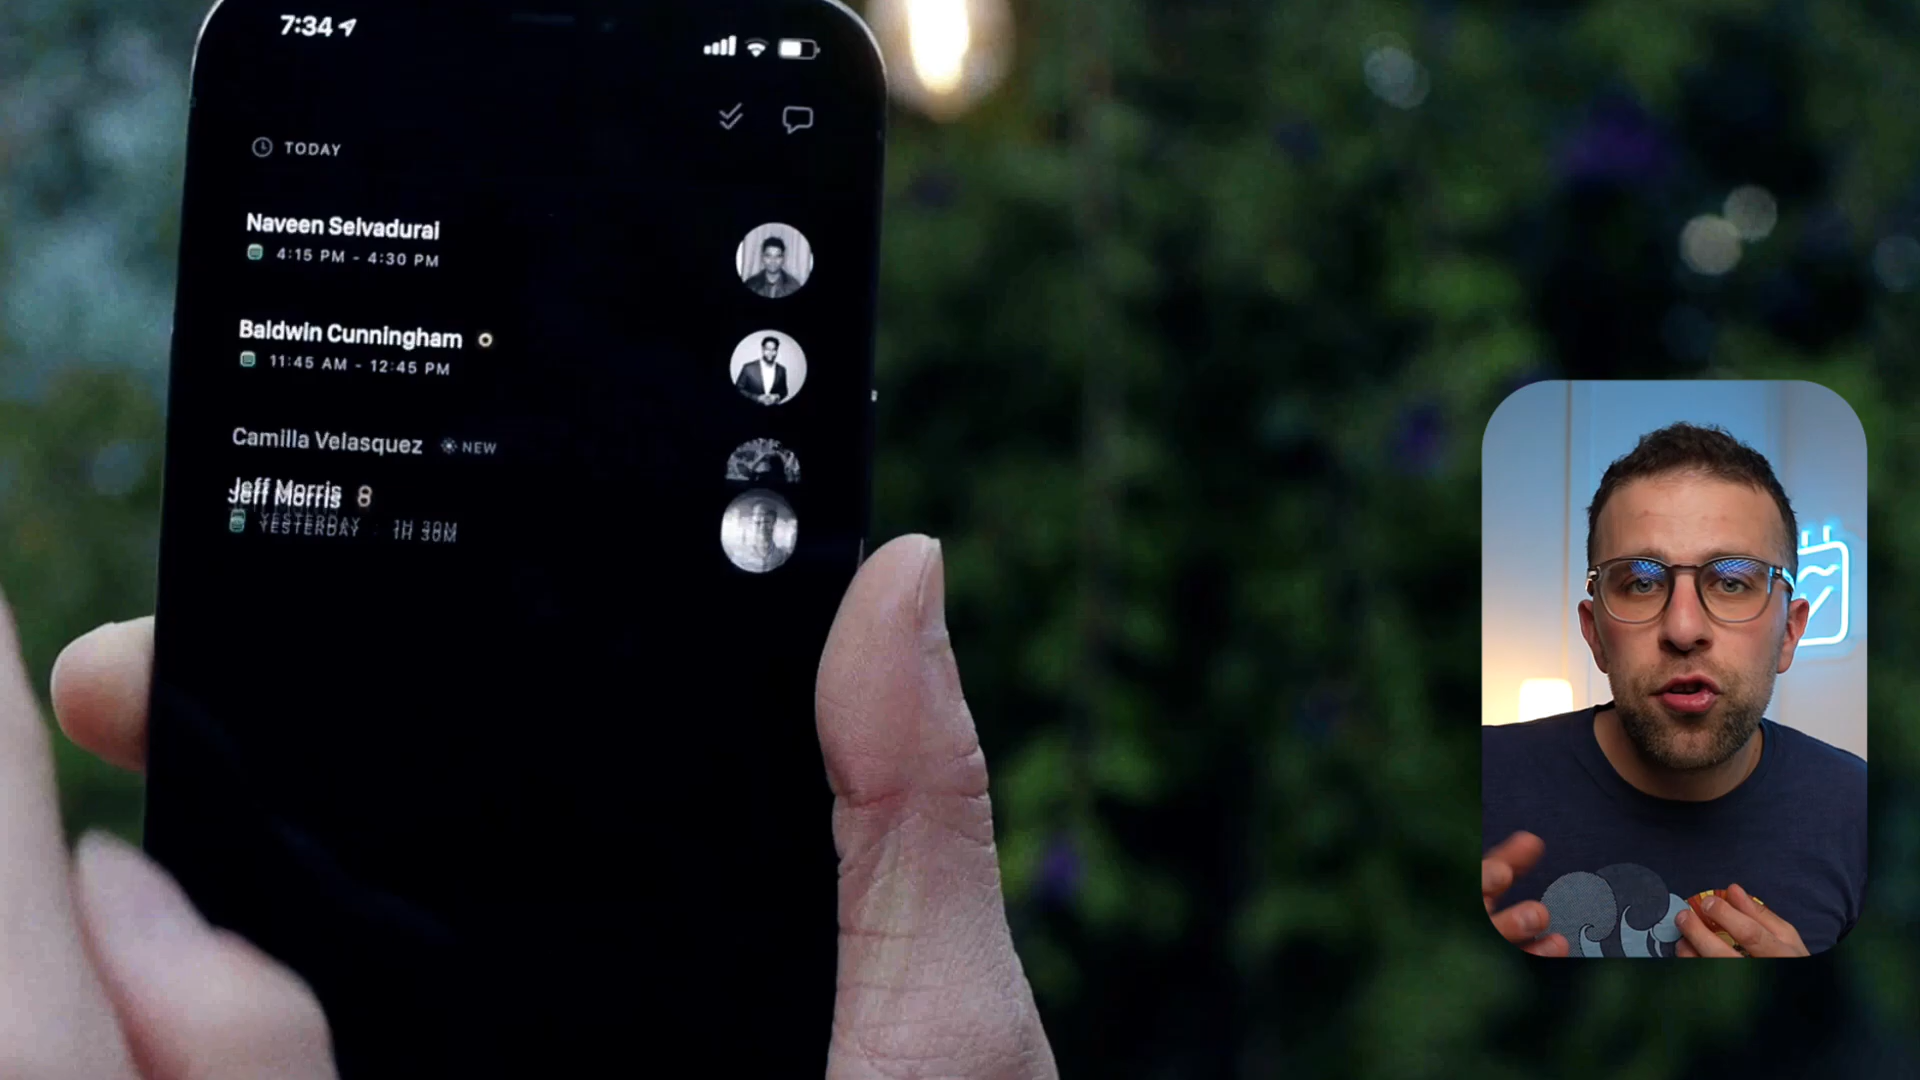 7:34
TODAY
Naveen Selvadurai
4:15 PM - 4:30 PM
Baldwin Cunningham
11:45 AM - 12:45 PM
Camilla Velasquez NEW
Jeff Morris 8
YESTERDAY · 1H 30M